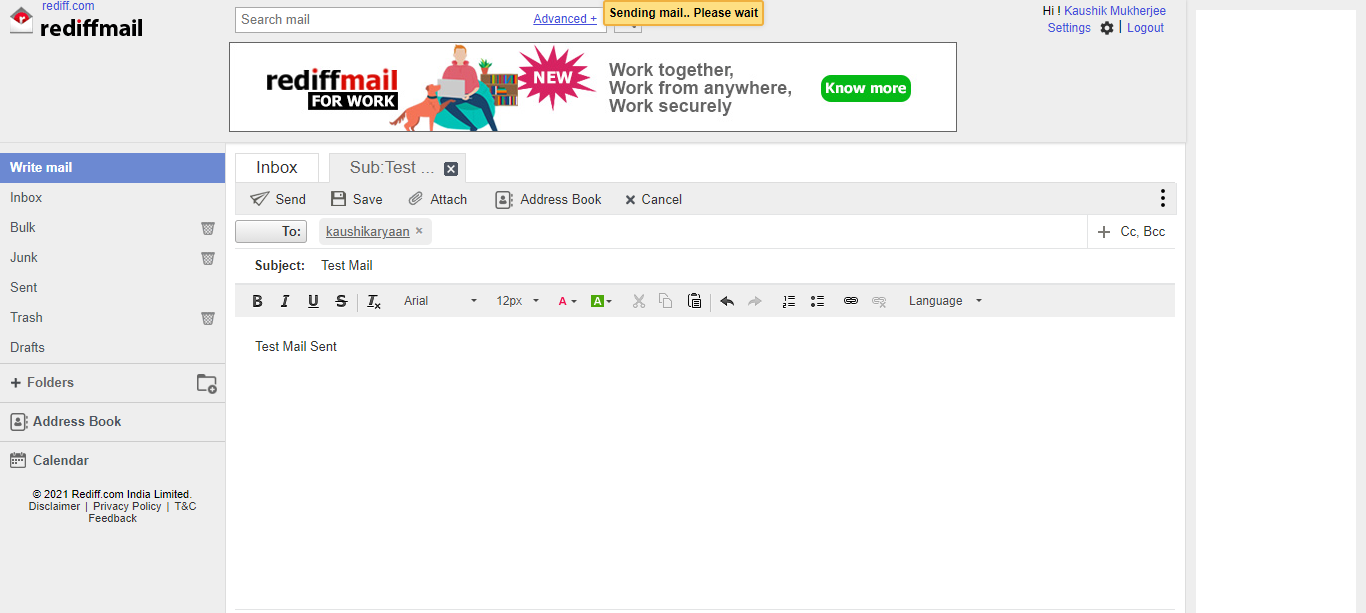 rediff.com
rediffmail
Search mail
Advanced +
Sending mail.. Please wait
Hi ! Kaushik Mukherjee
Settings | Logout
rediffmail
FOR WORK
NEW
Work together,
Work from anywhere,
Work securely
Know more
Write mail
Inbox
Bulk
Junk
Sent
Trash
Drafts
+ Folders
Address Book
Calendar
© 2021 Rediff.com India Limited.
Disclaimer | Privacy Policy | T&C
Feedback
Inbox
Sub:Test ...
Send Save Attach Address Book Cancel
To: kaushikaryaan × + Cc, Bcc
Subject: Test Mail
B I U S Tx Arial 12px A A Language
Test Mail Sent